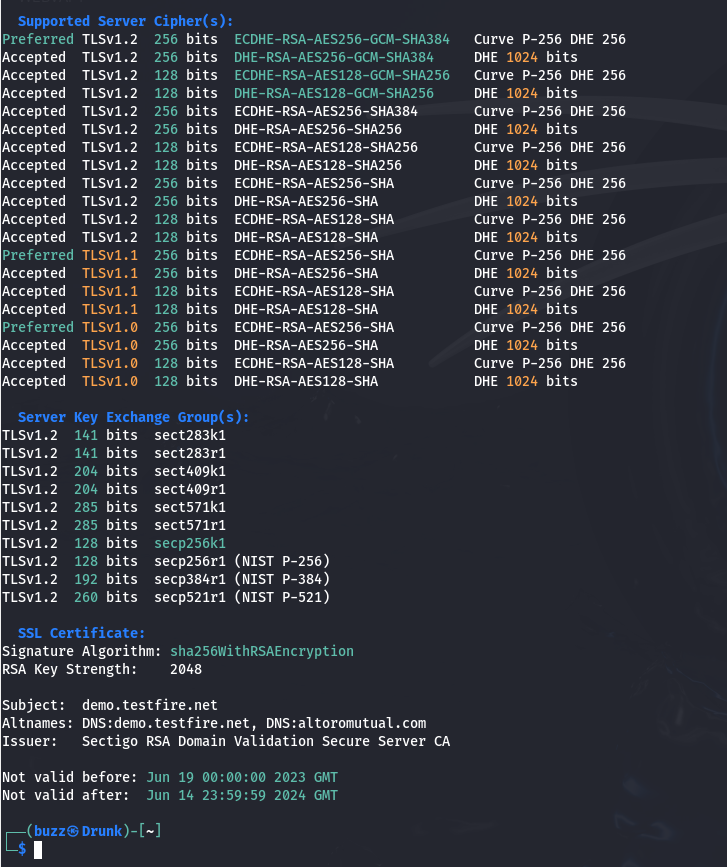 Supported Server Cipher(s):
Preferred TLSv1.2 256 bits ECDHE-RSA-AES256-GCM-SHA384 Curve P-256 DHE 256
Accepted TLSv1.2 256 bits DHE-RSA-AES256-GCM-SHA384 DHE 1024 bits
Accepted TLSv1.2 128 bits ECDHE-RSA-AES128-GCM-SHA256 Curve P-256 DHE 256
Accepted TLSv1.2 128 bits DHE-RSA-AES128-GCM-SHA256 DHE 1024 bits
Accepted TLSv1.2 256 bits ECDHE-RSA-AES256-SHA384 Curve P-256 DHE 256
Accepted TLSv1.2 256 bits DHE-RSA-AES256-SHA256 DHE 1024 bits
Accepted TLSv1.2 128 bits ECDHE-RSA-AES128-SHA256 Curve P-256 DHE 256
Accepted TLSv1.2 128 bits DHE-RSA-AES128-SHA256 DHE 1024 bits
Accepted TLSv1.2 256 bits ECDHE-RSA-AES256-SHA Curve P-256 DHE 256
Accepted TLSv1.2 256 bits DHE-RSA-AES256-SHA DHE 1024 bits
Accepted TLSv1.2 128 bits ECDHE-RSA-AES128-SHA Curve P-256 DHE 256
Accepted TLSv1.2 128 bits DHE-RSA-AES128-SHA DHE 1024 bits
Preferred TLSv1.1 256 bits ECDHE-RSA-AES256-SHA Curve P-256 DHE 256
Accepted TLSv1.1 256 bits DHE-RSA-AES256-SHA DHE 1024 bits
Accepted TLSv1.1 128 bits ECDHE-RSA-AES128-SHA Curve P-256 DHE 256
Accepted TLSv1.1 128 bits DHE-RSA-AES128-SHA DHE 1024 bits
Preferred TLSv1.0 256 bits ECDHE-RSA-AES256-SHA Curve P-256 DHE 256
Accepted TLSv1.0 256 bits DHE-RSA-AES256-SHA DHE 1024 bits
Accepted TLSv1.0 128 bits ECDHE-RSA-AES128-SHA Curve P-256 DHE 256
Accepted TLSv1.0 128 bits DHE-RSA-AES128-SHA DHE 1024 bits
Server Key Exchange Group(s):
TLSv1.2 141 bits sect283k1
TLSv1.2 141 bits sect283r1
TLSv1.2 204 bits sect409k1
TLSv1.2 204 bits sect409r1
TLSv1.2 285 bits sect571k1
TLSv1.2 285 bits sect571r1
TLSv1.2 128 bits secp256k1
TLSv1.2 128 bits secp256r1 (NIST P-256)
TLSv1.2 192 bits secp384r1 (NIST P-384)
TLSv1.2 260 bits secp521r1 (NIST P-521)
SSL Certificate:
Signature Algorithm: sha256WithRSAEncryption
RSA Key Strength: 2048
Subject: demo.testfire.net
Altnames: DNS:demo.testfire.net, DNS:altoromutual.com
Issuer: Sectigo RSA Domain Validation Secure Server CA
Not valid before: Jun 19 00:00:00 2023 GMT
Not valid after: Jun 14 23:59:59 2024 GMT
┌──(buzz㉿Drunk)-[~]
└─$